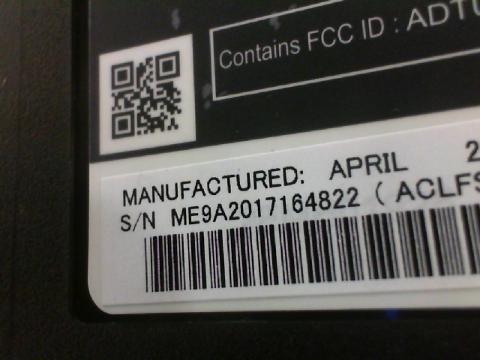 Contains FCC ID : ADTU
MANUFACTURED: APRIL 2
S/N ME9A2017164822 ( ACLFS